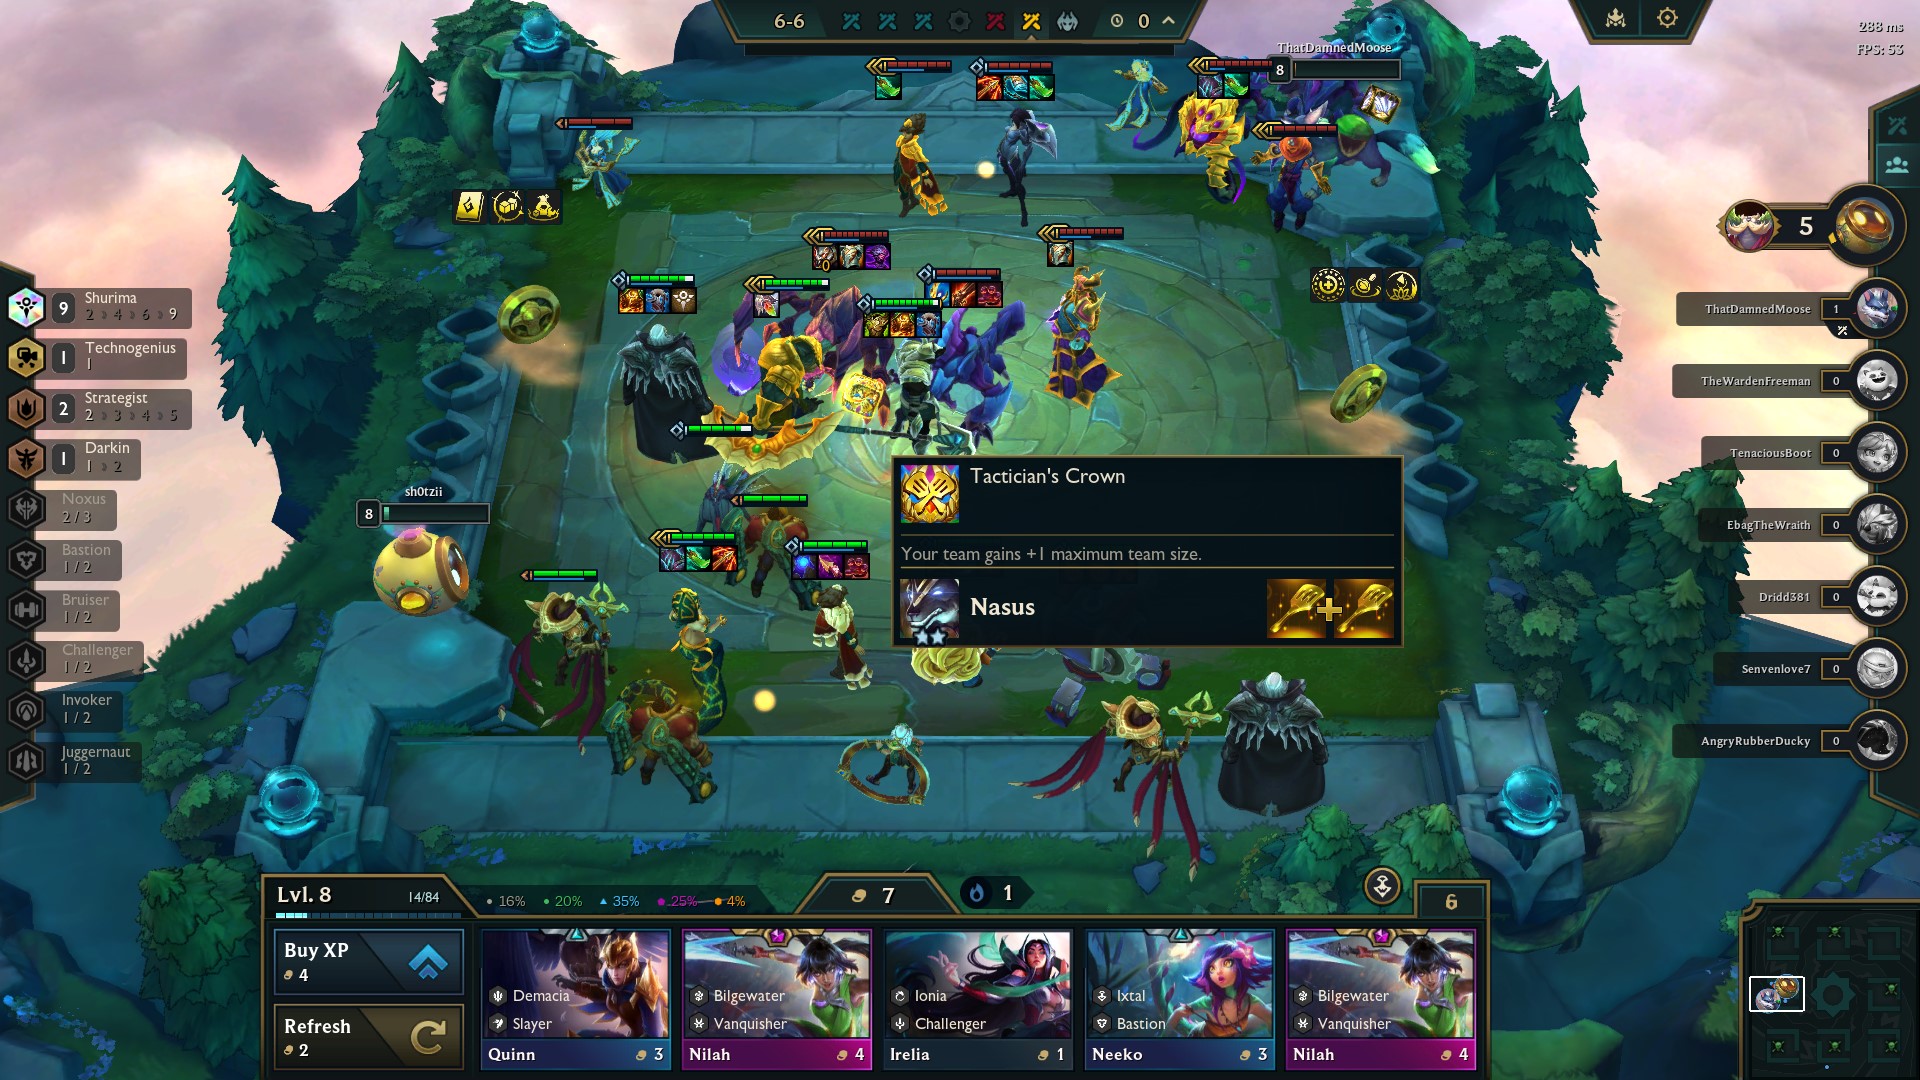 6-6
0
288 ms
FPS: 53
ThatDamnedMoose
8
5
ThatDamnedMoose
1
TheWardenFreeman
0
TenaciousBoot
0
EbagTheWraith
0
Dridd381
0
Senvenlove7
0
AngryRubberDucky
0
9
Shurima
2 › 4 › 6 › 9
1
Technogenius
1
2
Strategist
2 › 3 › 4 › 5
1
Darkin
1 › 2
Noxus
2 / 3
Bastion
1 / 2
Bruiser
1 / 2
Challenger
1 / 2
Invoker
1 / 2
Juggernaut
1 / 2
0
sh0tzii
8
Tactician's Crown
Your team gains +1 maximum team size.
Nasus
Lvl. 8
14/84
16% 20% 35% 25% 4%
7
1
6
Buy XP
4
Refresh
2
Demacia
Slayer
Quinn 3
Bilgewater
Vanquisher
Nilah 4
Ionia
Challenger
Irelia 1
Ixtal
Bastion
Neeko 3
Bilgewater
Vanquisher
Nilah 4